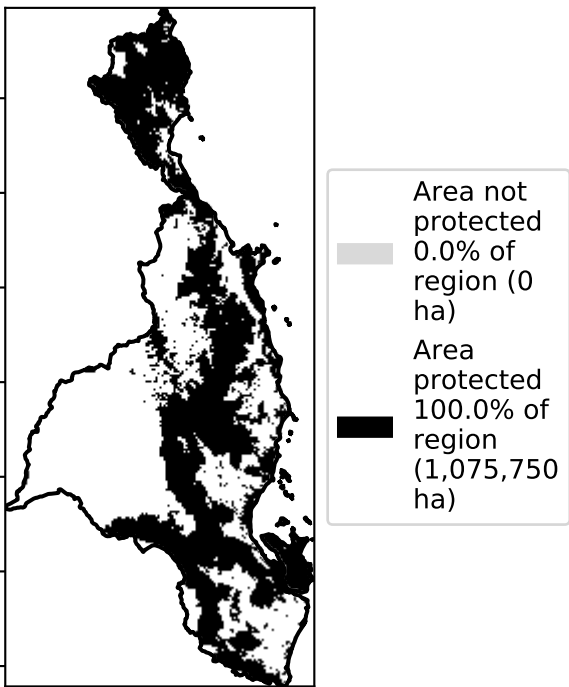 Area not
protected
0.0% of
region (0
ha)
Area
protected
100.0% of
region
(1,075,750
ha)